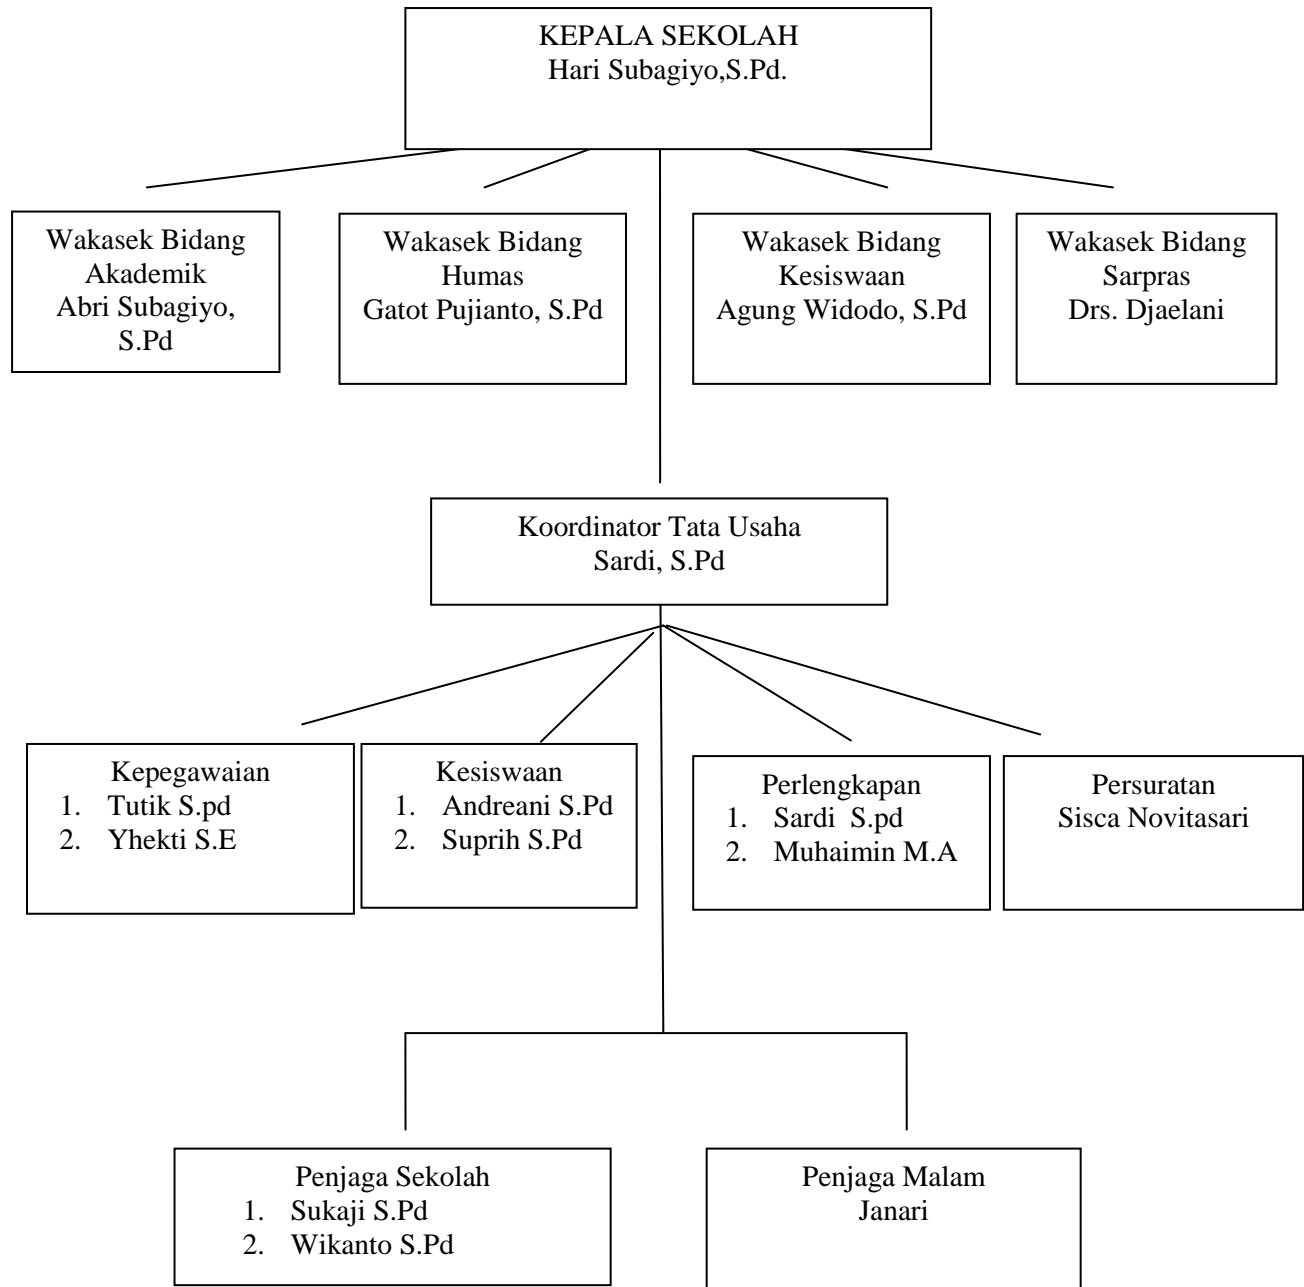 KEPALA SEKOLAH
Hari Subagiyo,S.Pd.
Wakasek Bidang
Akademik
Abri Subagiyo,
S.Pd
Wakasek Bidang
Humas
Gatot Pujianto, S.Pd
Wakasek Bidang
Kesiswaan
Agung Widodo, S.Pd
Wakasek Bidang
Sarpras
Drs. Djaelani
Koordinator Tata Usaha
Sardi, S.Pd
Kepegawaian
1. Tutik S.pd
2. Yhekti S.E
Kesiswaan
1. Andreani S.Pd
2. Suprih S.Pd
Perlengkapan
1. Sardi S.pd
2. Muhaimin M.A
Persuratan
Sisca Novitasari
Penjaga Sekolah
1. Sukaji S.Pd
2. Wikanto S.Pd
Penjaga Malam
Janari